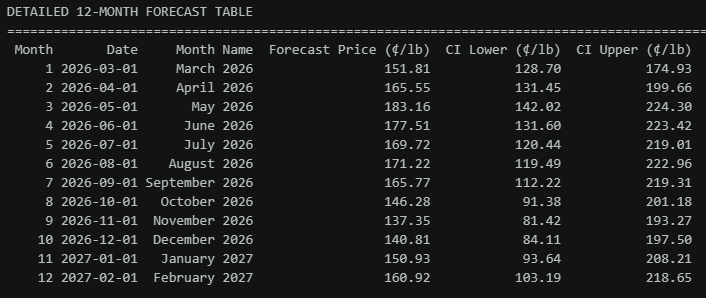 DETAILED 12-MONTH FORECAST TABLE
====================================================================================================
Month Date Month Name Forecast Price (¢/lb) CI Lower (¢/lb) CI Upper (¢/lb)
1 2026-03-01 March 2026 151.81 128.70 174.93
2 2026-04-01 April 2026 165.55 131.45 199.66
3 2026-05-01 May 2026 183.16 142.02 224.30
4 2026-06-01 June 2026 177.51 131.60 223.42
5 2026-07-01 July 2026 169.72 120.44 219.01
6 2026-08-01 August 2026 171.22 119.49 222.96
7 2026-09-01 September 2026 165.77 112.22 219.31
8 2026-10-01 October 2026 146.28 91.38 201.18
9 2026-11-01 November 2026 137.35 81.42 193.27
10 2026-12-01 December 2026 140.81 84.11 197.50
11 2027-01-01 January 2027 150.93 93.64 208.21
12 2027-02-01 February 2027 160.92 103.19 218.65